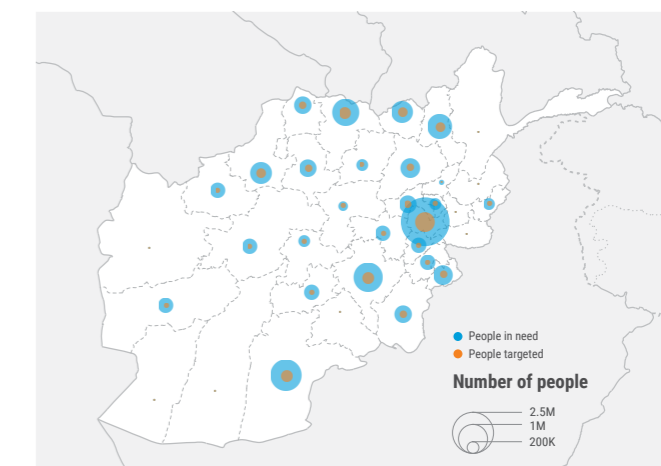 People in need
People targeted
Number of people
2.5M
1M
200K